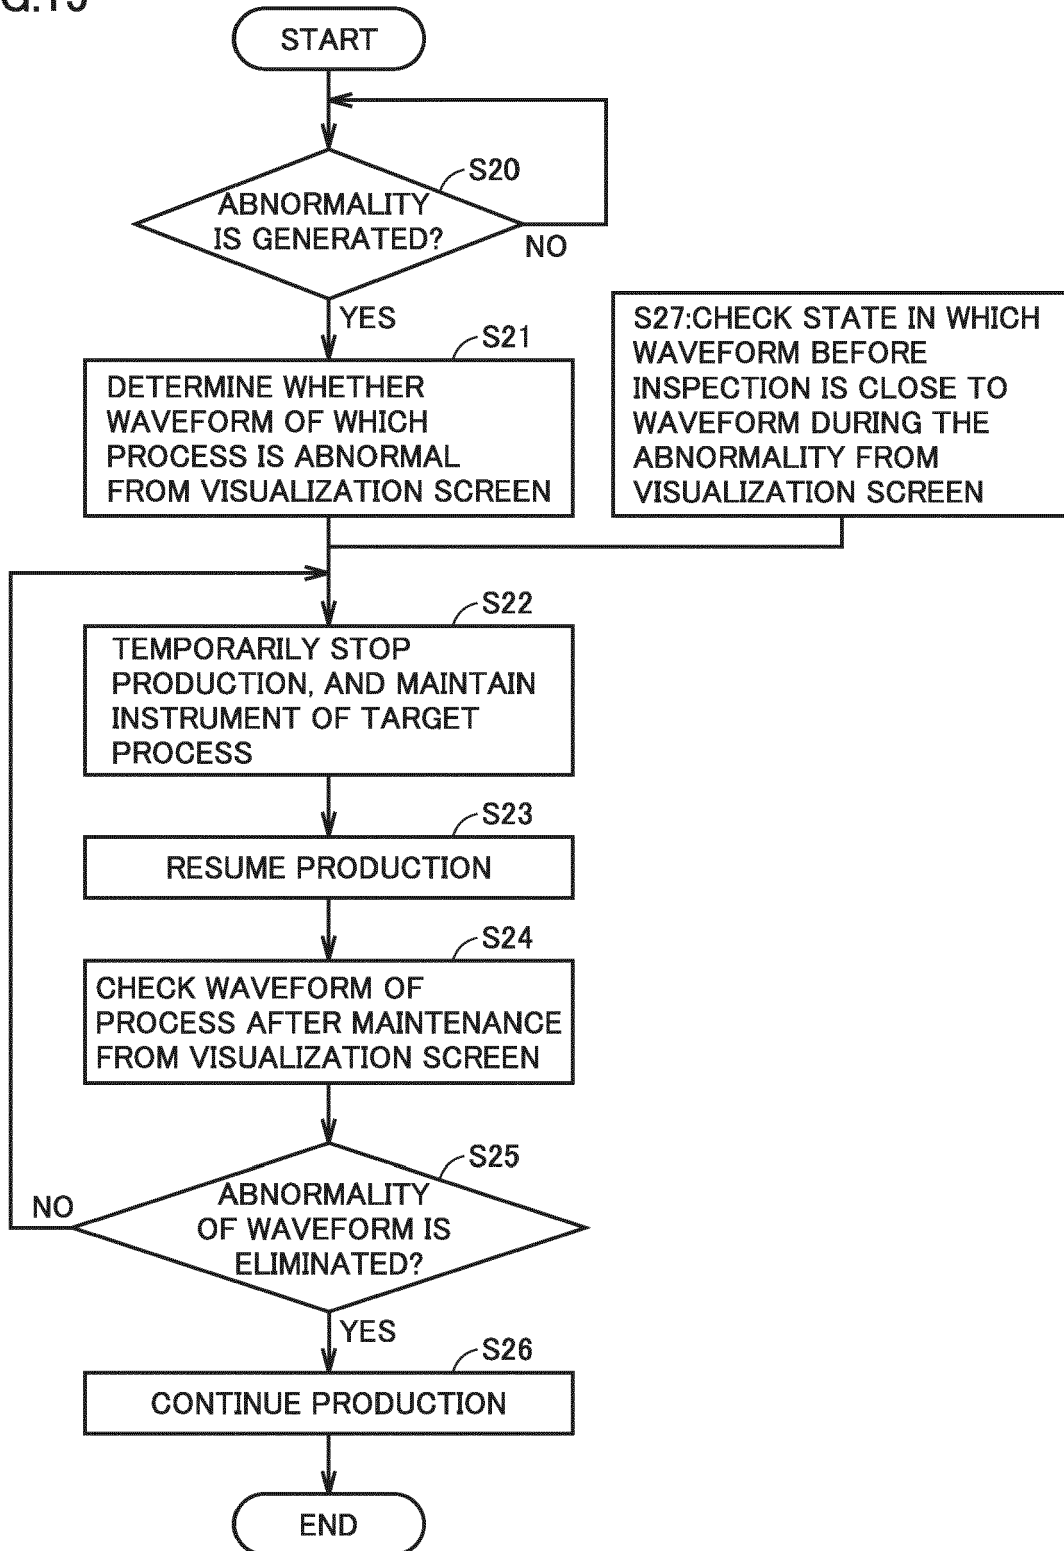 START
S20
ABNORMALITY
IS GENERATED?
NO
YES
S21
DETERMINE WHETHER
WAVEFORM OF WHICH
PROCESS IS ABNORMAL
FROM VISUALIZATION SCREEN
S27:CHECK STATE IN WHICH
WAVEFORM BEFORE
INSPECTION IS CLOSE TO
WAVEFORM DURING THE
ABNORMALITY FROM
VISUALIZATION SCREEN
S22
TEMPORARILY STOP
PRODUCTION, AND MAINTAIN
INSTRUMENT OF TARGET
PROCESS
S23
RESUME PRODUCTION
S24
CHECK WAVEFORM OF
PROCESS AFTER MAINTENANCE
FROM VISUALIZATION SCREEN
S25
ABNORMALITY
OF WAVEFORM IS
ELIMINATED?
NO
YES
S26
CONTINUE PRODUCTION
END